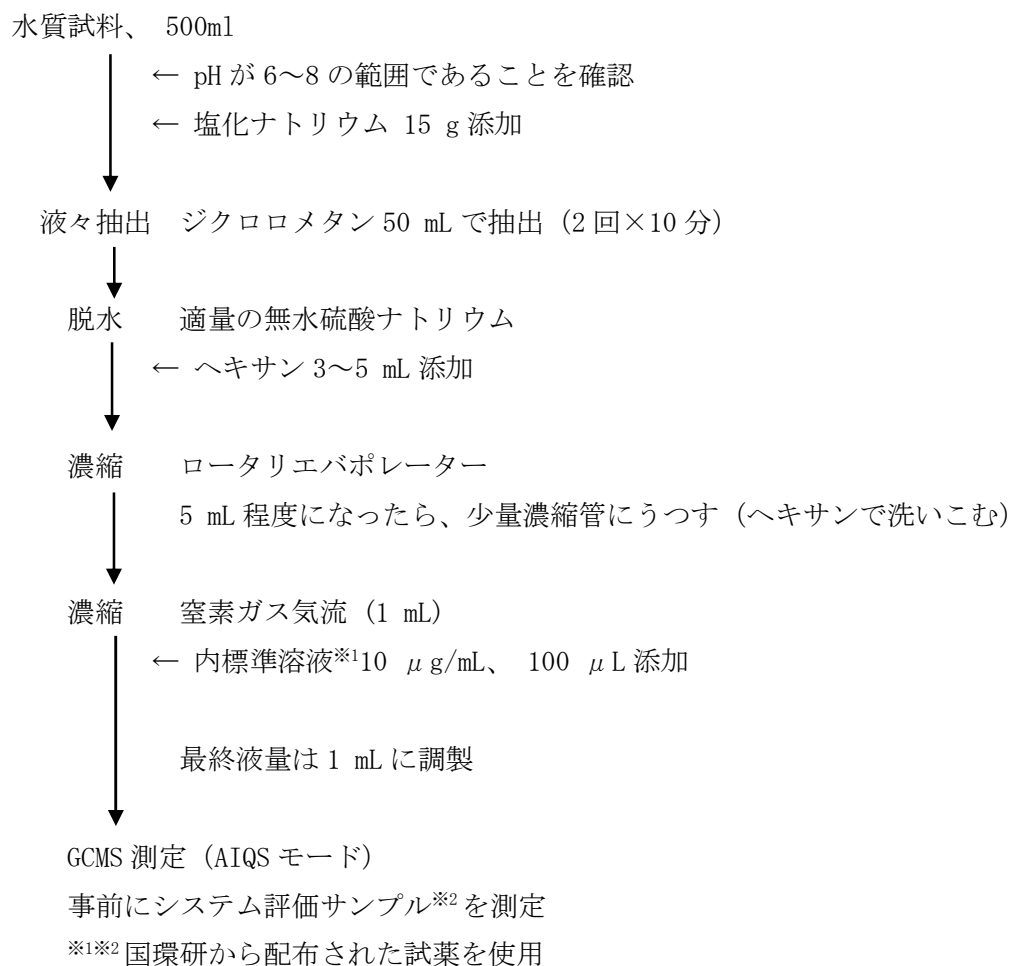 水質試料、 500ml
← pH が 6～8 の範囲であることを確認
← 塩化ナトリウム 15 g 添加
液々抽出 ジクロロメタン 50 mL で抽出（2 回×10 分）
脱水 適量の無水硫酸ナトリウム
← ヘキサン 3～5 mL 添加
濃縮 ロータリエバポレーター
5 mL 程度になったら、少量濃縮管にうつす（ヘキサンで洗いこむ）
濃縮 窒素ガス気流（1 mL）
← 内標準溶液※1 10 μg/mL、 100 μL 添加
最終液量は 1 mL に調製
GCMS 測定（AIQS モード）
事前にシステム評価サンプル※2 を測定
※1※2 国環研から配布された試薬を使用